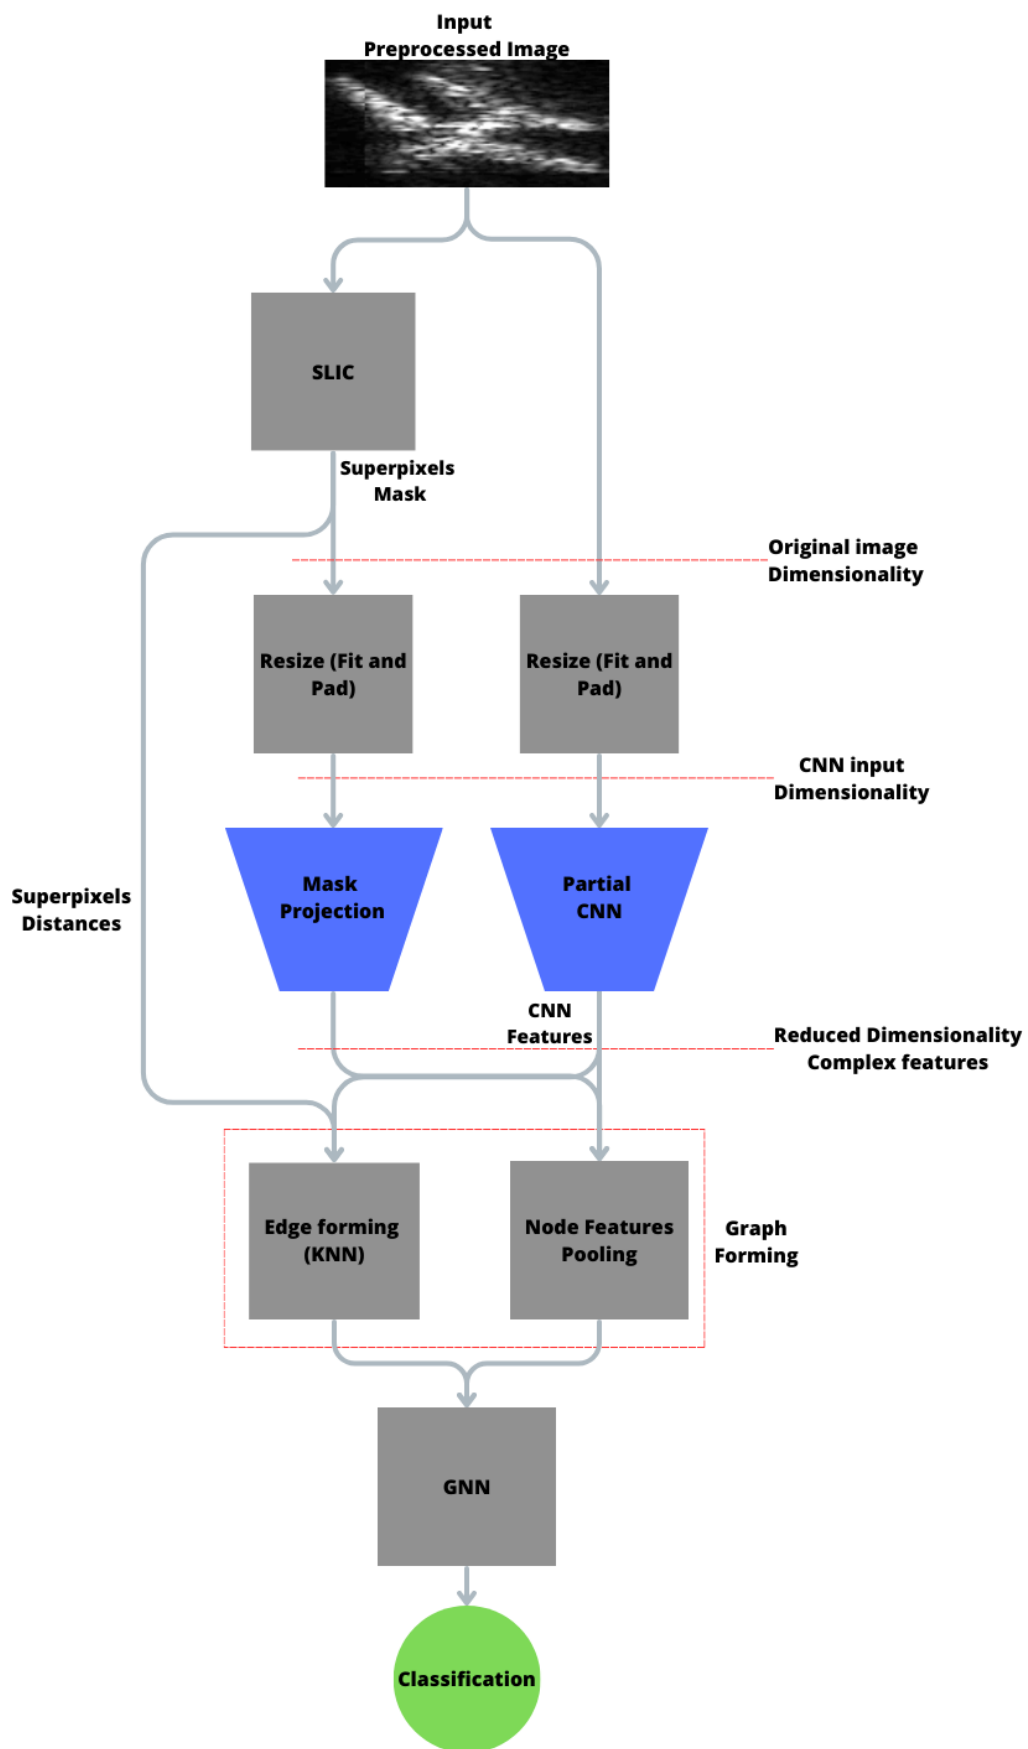 Input
Preprocessed Image
SLIC
Superpixels
Mask
Original image
Dimensionality
Resize (Fit and
Pad)
Resize (Fit and
Pad)
CNN input
Dimensionality
Mask
Projection
Partial
CNN
Superpixels
Distances
CNN
Features
Reduced Dimensionality
Complex features
Edge forming
(KNN)
Node Features
Pooling
Graph
Forming
GNN
Classification